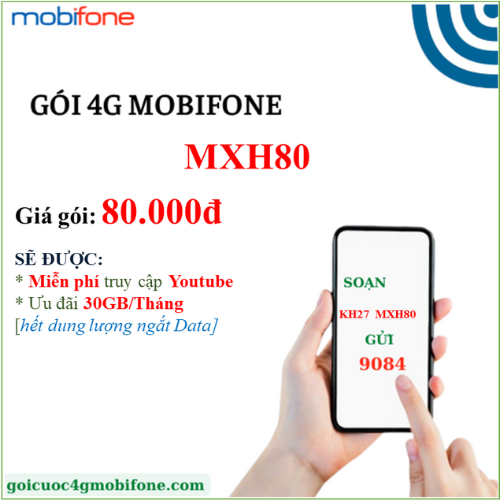 mobifone
GÓI 4G MOBIFONE
MXH80
Giá gói: 80.000đ
SẼ ĐƯỢC:
* Miễn phí truy cập Youtube
* Ưu đãi 30GB/Tháng
[hết dung lượng ngắt Data]
SOẠN
KH27 MXH80
GỬI
9084
goicuoc4gmobifone.com